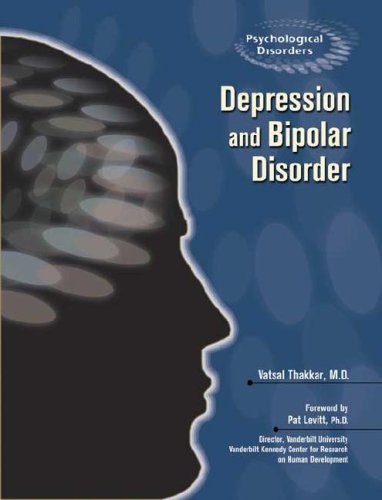 Psychological
Disorders
Depression
and Bipolar
Disorder
Vatsal Thakkar, M.D.
Foreword by
Pat Levitt, Ph.D.
Director, Vanderbilt University
Vanderbilt Kennedy Center for Research
on Human Development